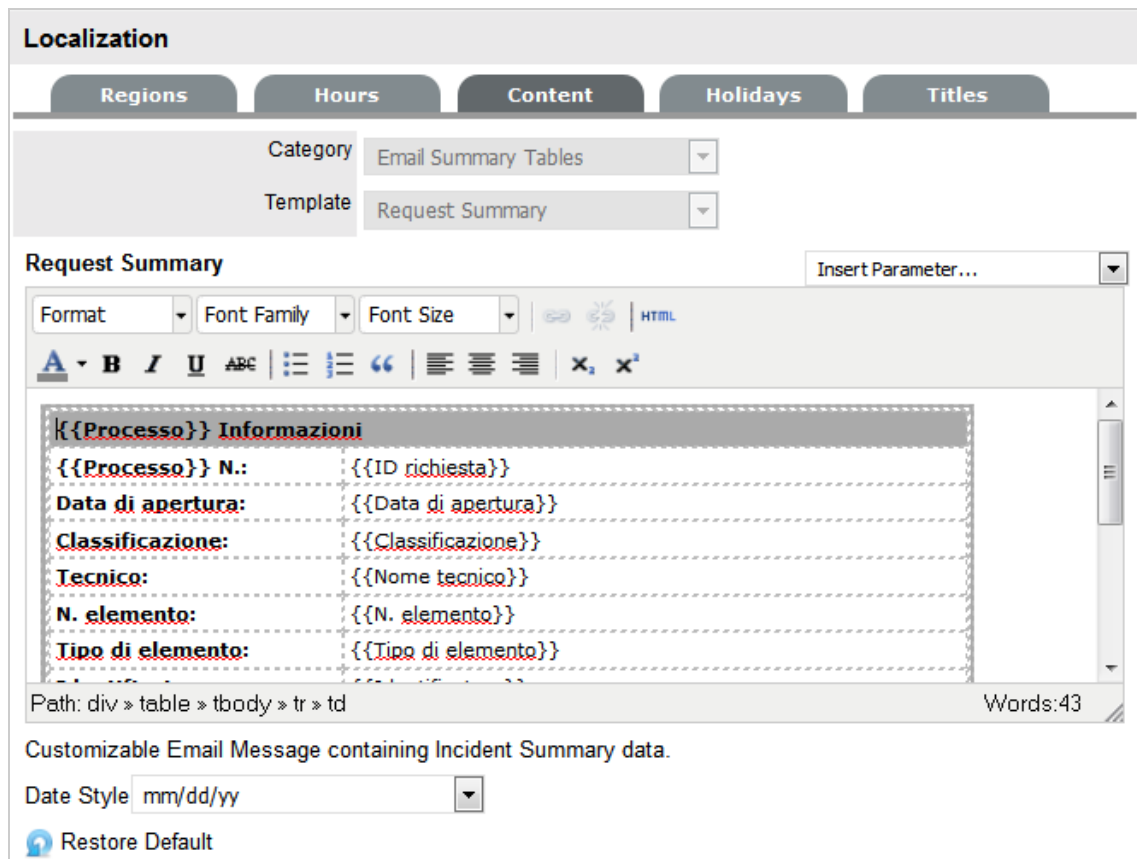 Localization
Regions Hours Content Holidays Titles
Category Email Summary Tables
Template Request Summary
Request Summary Insert Parameter...
Format Font Family Font Size HTML
A B I U ABC x₂ x²
{{Processo}} Informazioni
{{Processo}} N.: {{ID richiesta}}
Data di apertura: {{Data di apertura}}
Classificazione: {{Classificazione}}
Tecnico: {{Nome tecnico}}
N. elemento: {{N. elemento}}
Tipo di elemento: {{Tipo di elemento}}
Path: div » table » tbody » tr » td Words:43
Customizable Email Message containing Incident Summary data.
Date Style mm/dd/yy
Restore Default